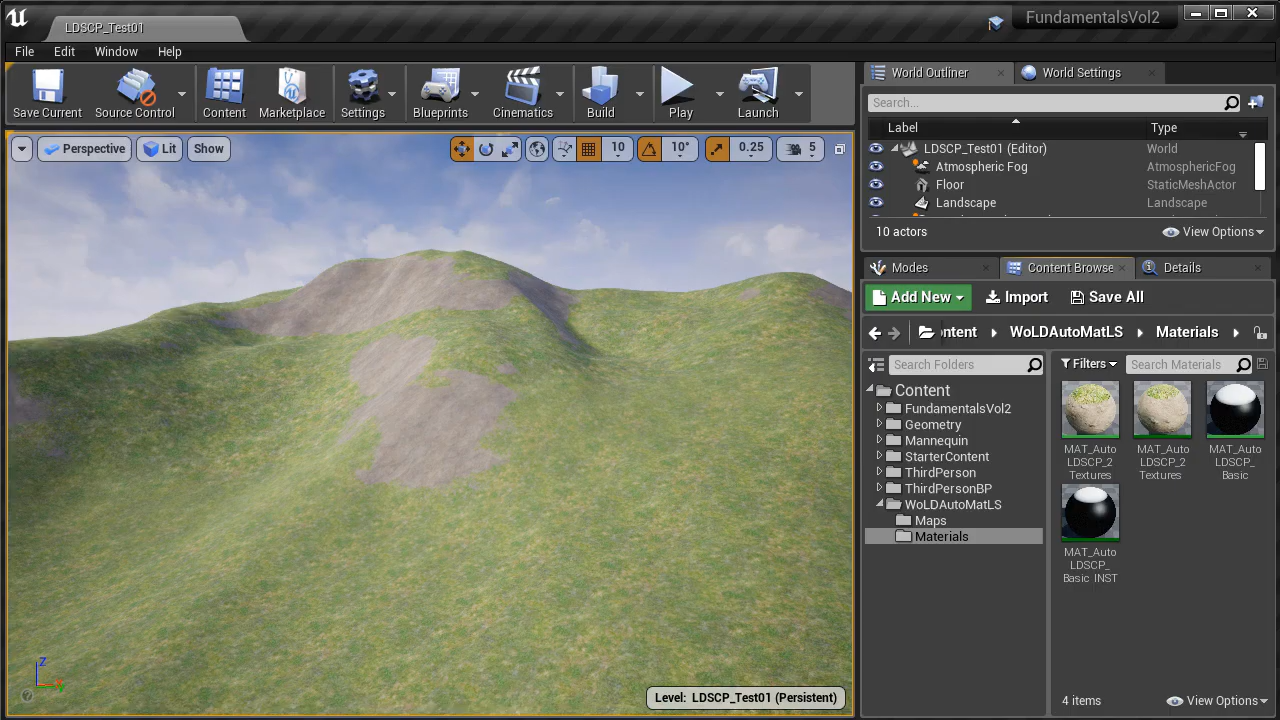 LDSCP_Test01
FundamentalsVol2
File Edit Window Help
Save Current Source Control Content Marketplace Settings Blueprints Cinematics Build Play Launch
Perspective Lit Show 10 10° 0.25 5
Level: LDSCP_Test01 (Persistent)
Z
World Outliner World Settings
Search...
Label Type
LDSCP_Test01 (Editor) World
Atmospheric Fog AtmosphericFog
Floor StaticMeshActor
Landscape Landscape
10 actors View Options
Modes Content Browse Details
Add New Import Save All
ntent WoLDAutoMatLS Materials
Search Folders
Content
FundamentalsVol2
Geometry
Mannequin
StarterContent
ThirdPerson
ThirdPersonBP
WoLDAutoMatLS
Maps
Materials
Filters Search Materials
MAT_Auto
LDSCP_2
Textures
MAT_Auto
LDSCP_2
Textures
MAT_Auto
LDSCP_
Basic
MAT_Auto
LDSCP_
Basic_INST
4 items View Options